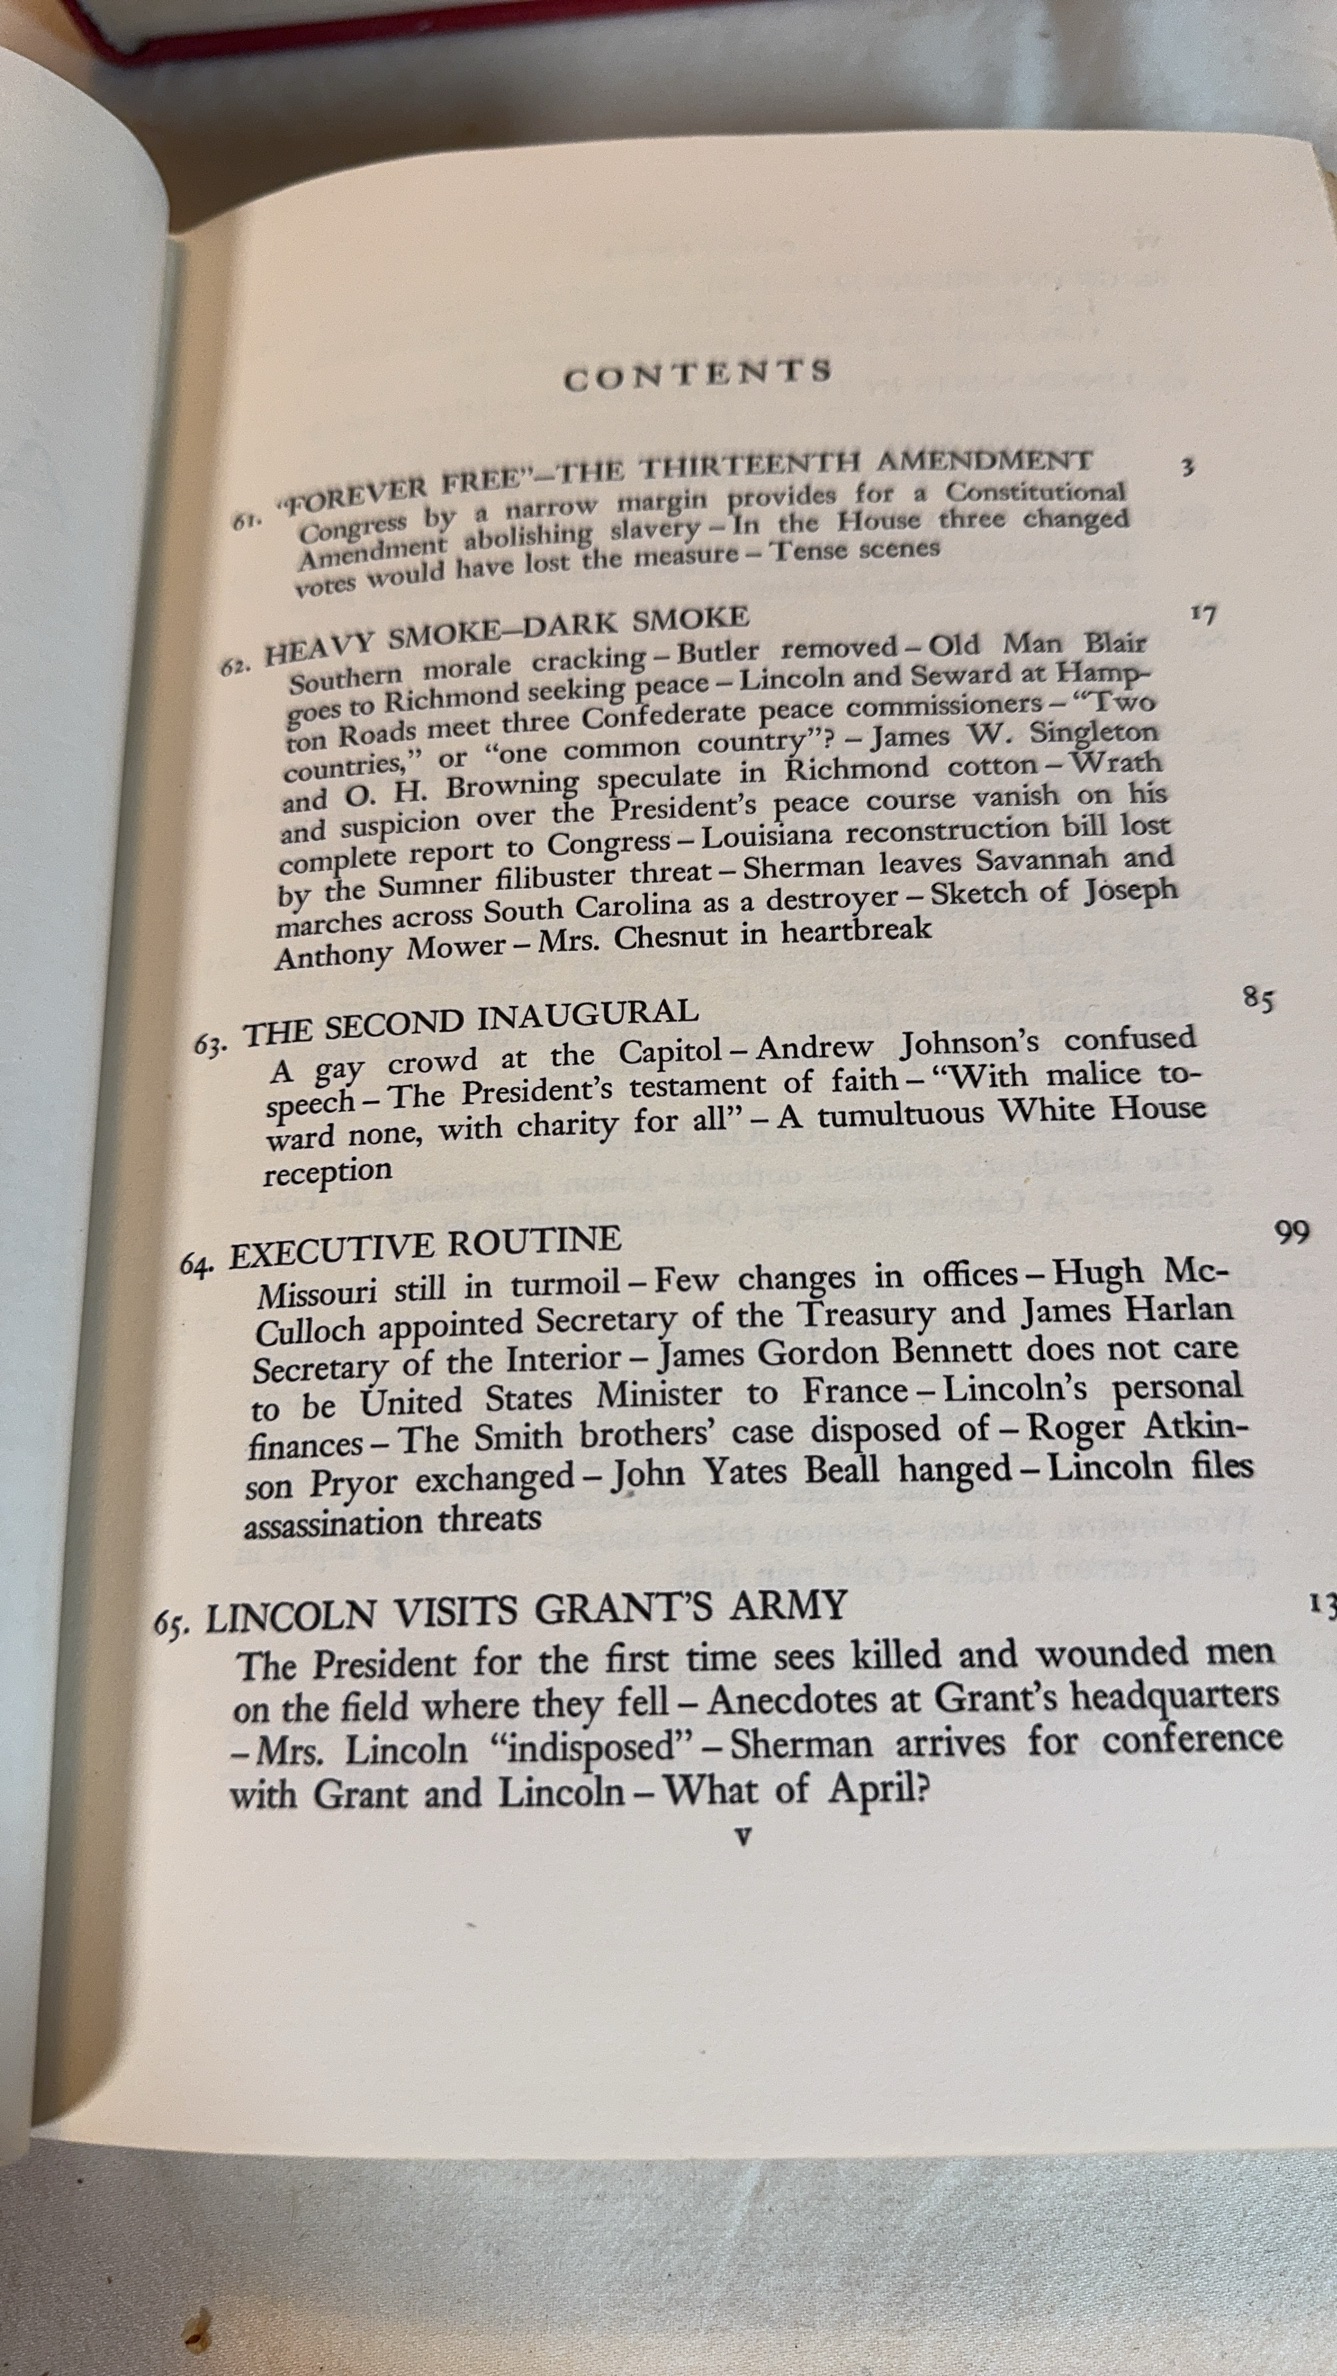 CONTENTS
61. “FOREVER FREE”—THE THIRTEENTH AMENDMENT 3
Congress by a narrow margin provides for a Constitutional
Amendment abolishing slavery – In the House three changed
votes would have lost the measure – Tense scenes
62. HEAVY SMOKE—DARK SMOKE 17
Southern morale cracking – Butler removed – Old Man Blair
goes to Richmond seeking peace – Lincoln and Seward at Hamp-
ton Roads meet three Confederate peace commissioners – “Two
countries,” or “one common country”? – James W. Singleton
and O. H. Browning speculate in Richmond cotton – Wrath
and suspicion over the President’s peace course vanish on his
complete report to Congress – Louisiana reconstruction bill lost
by the Sumner filibuster threat – Sherman leaves Savannah and
marches across South Carolina as a destroyer – Sketch of Joseph
Anthony Mower – Mrs. Chesnut in heartbreak
63. THE SECOND INAUGURAL 85
A gay crowd at the Capitol – Andrew Johnson’s confused
speech – The President’s testament of faith – “With malice to-
ward none, with charity for all” – A tumultuous White House
reception
64. EXECUTIVE ROUTINE 99
Missouri still in turmoil – Few changes in offices – Hugh Mc-
Culloch appointed Secretary of the Treasury and James Harlan
Secretary of the Interior – James Gordon Bennett does not care
to be United States Minister to France – Lincoln’s personal
finances – The Smith brothers’ case disposed of – Roger Atkin-
son Pryor exchanged – John Yates Beall hanged – Lincoln files
assassination threats
65. LINCOLN VISITS GRANT’S ARMY 13
The President for the first time sees killed and wounded men
on the field where they fell – Anecdotes at Grant’s headquarters
– Mrs. Lincoln “indisposed” – Sherman arrives for conference
with Grant and Lincoln – What of April?
v